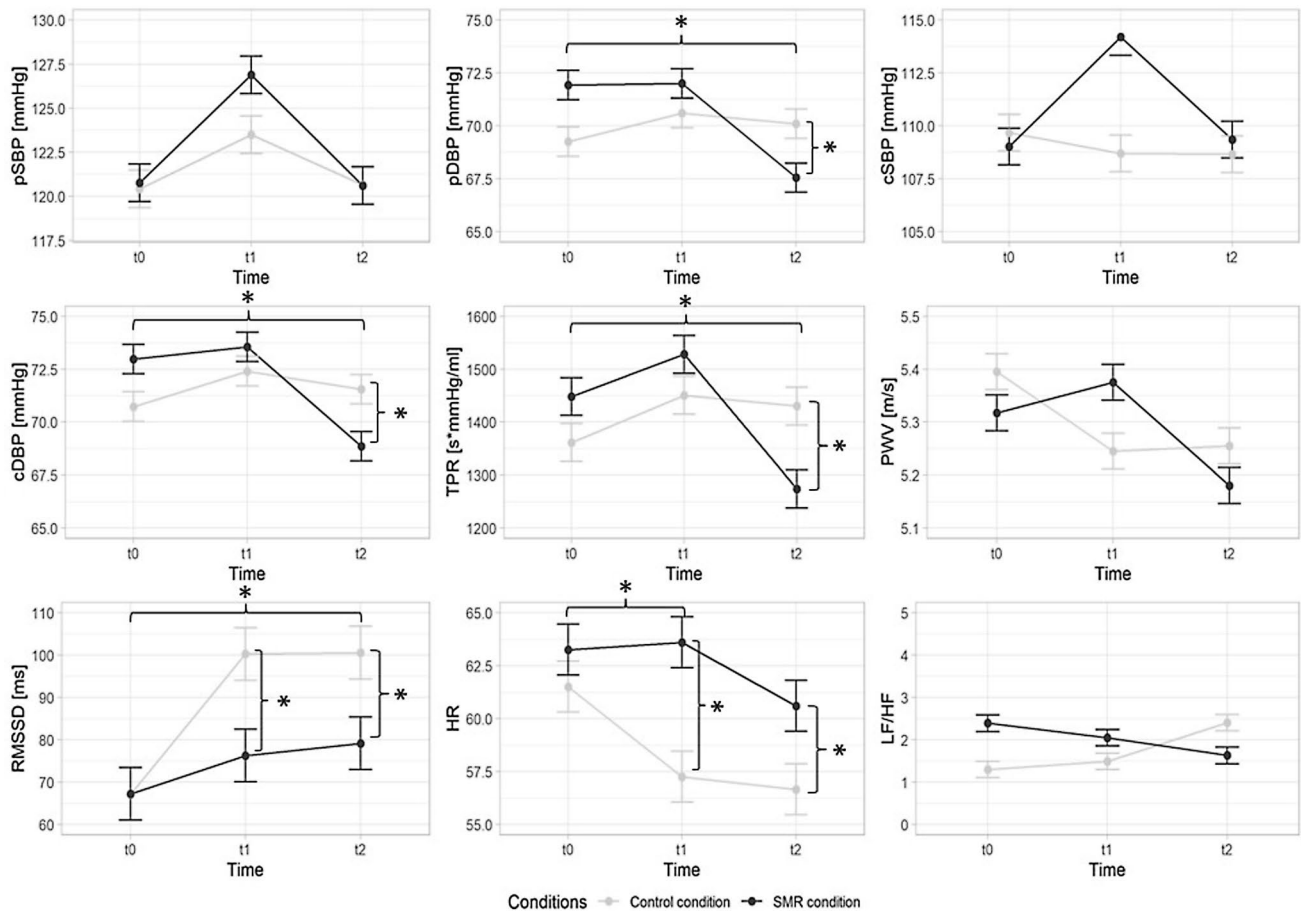 pSBP [mmHg]
130.0
127.5
125.0
122.5
120.0
117.5
t0 t1 t2
Time
*
pDBP [mmHg]
75.0
72.5
70.0
67.5
65.0
*
t0 t1 t2
Time
cSBP [mmHg]
115.0
112.5
110.0
107.5
105.0
t0 t1 t2
Time
*
cDBP [mmHg]
75.0
72.5
70.0
67.5
65.0
*
t0 t1 t2
Time
*
TPR [s*mmHg/ml]
1600
1500
1400
1300
1200
*
t0 t1 t2
Time
PWV [m/s]
5.5
5.4
5.3
5.2
5.1
t0 t1 t2
Time
*
RMSSD [ms]
110
100
90
80
70
60
*
*
t0 t1 t2
Time
*
HR
65.0
62.5
60.0
57.5
55.0
*
*
t0 t1 t2
Time
LF/HF
5
4
3
2
1
0
t0 t1 t2
Time
Conditions Control condition SMR condition